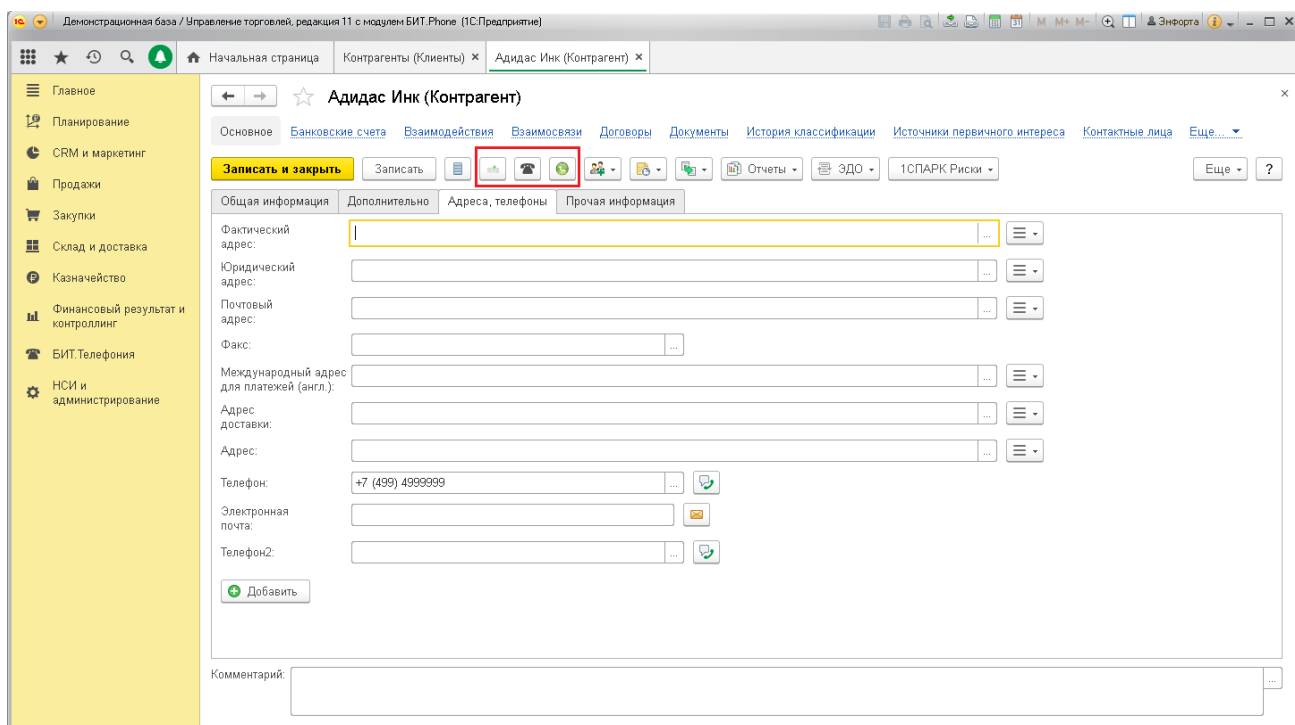 Демонстрационная база / Управление торговлей, редакция 11 с модулем БИТ.Phone (1С:Предприятие)
M M+ M-
Энфорта
Начальная страница
Контрагенты (Клиенты) ×
Адидас Инк (Контрагент) ×
Главное
Планирование
CRM и маркетинг
Продажи
Закупки
Склад и доставка
Казначейство
Финансовый результат и
контроллинг
БИТ.Телефония
НСИ и
администрирование
Адидас Инк (Контрагент)
Основное Банковские счета Взаимодействия Взаимосвязи Договоры Документы История классификации Источники первичного интереса Контактные лица Еще...
Записать и закрыть Записать Отчеты ЭДО 1СПАРК Риски Еще ?
Общая информация Дополнительно Адреса, телефоны Прочая информация
Фактический
адрес:
...
Юридический
адрес:
...
Почтовый
адрес:
...
Факс:
...
Международный адрес
для платежей (англ.):
...
Адрес
доставки:
...
Адрес:
...
Телефон: +7 (499) 4999999 ...
Электронная
почта:
Телефон2: ...
Добавить
Комментарий:
...